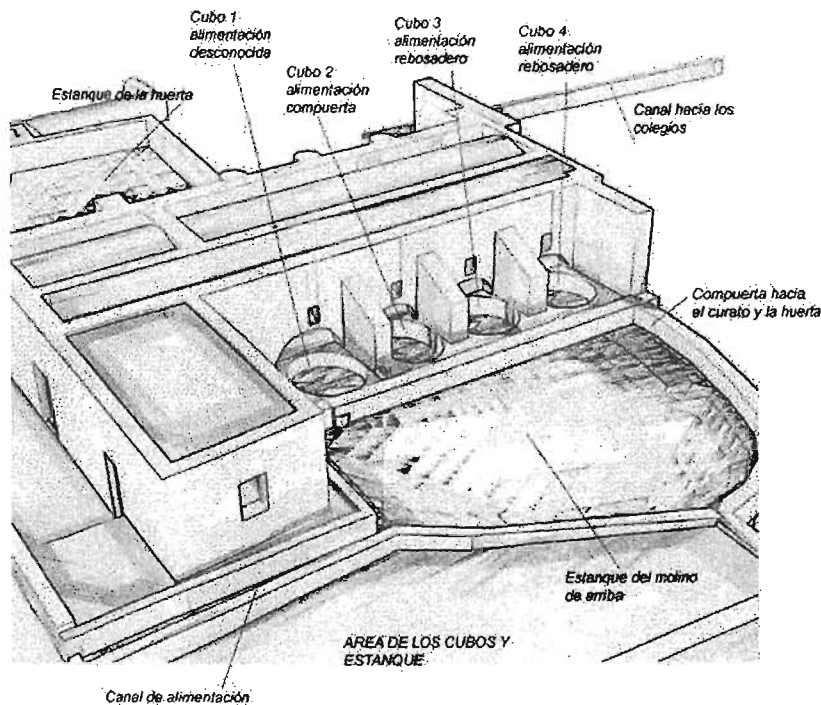 Cubo 1
alimentación
desconocida
Cubo 2
alimentación
compuerta
Cubo 3
alimentación
rebosadero
Cubo 4
alimentación
rebosadero
Estanque de la huerta
Canal hacia los
colegios
Compuerta hacia
el curato y la huerta
Estanque del molino
de arriba
AREA DE LOS CUBOS Y
ESTANQUE
Canal de alimentación